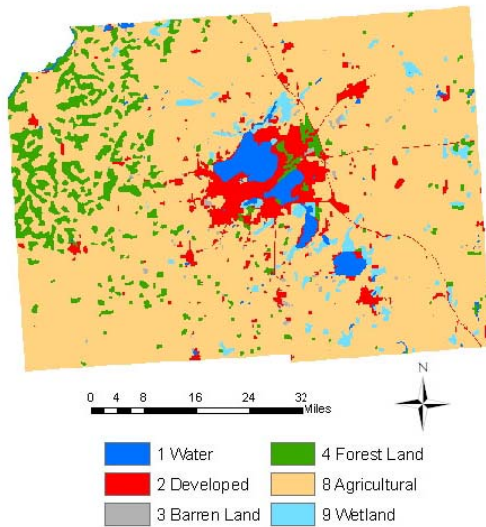 N
0 4 8 16 24 32
Miles
1 Water
4 Forest Land
2 Developed
8 Agricultural
3 Barren Land
9 Wetland